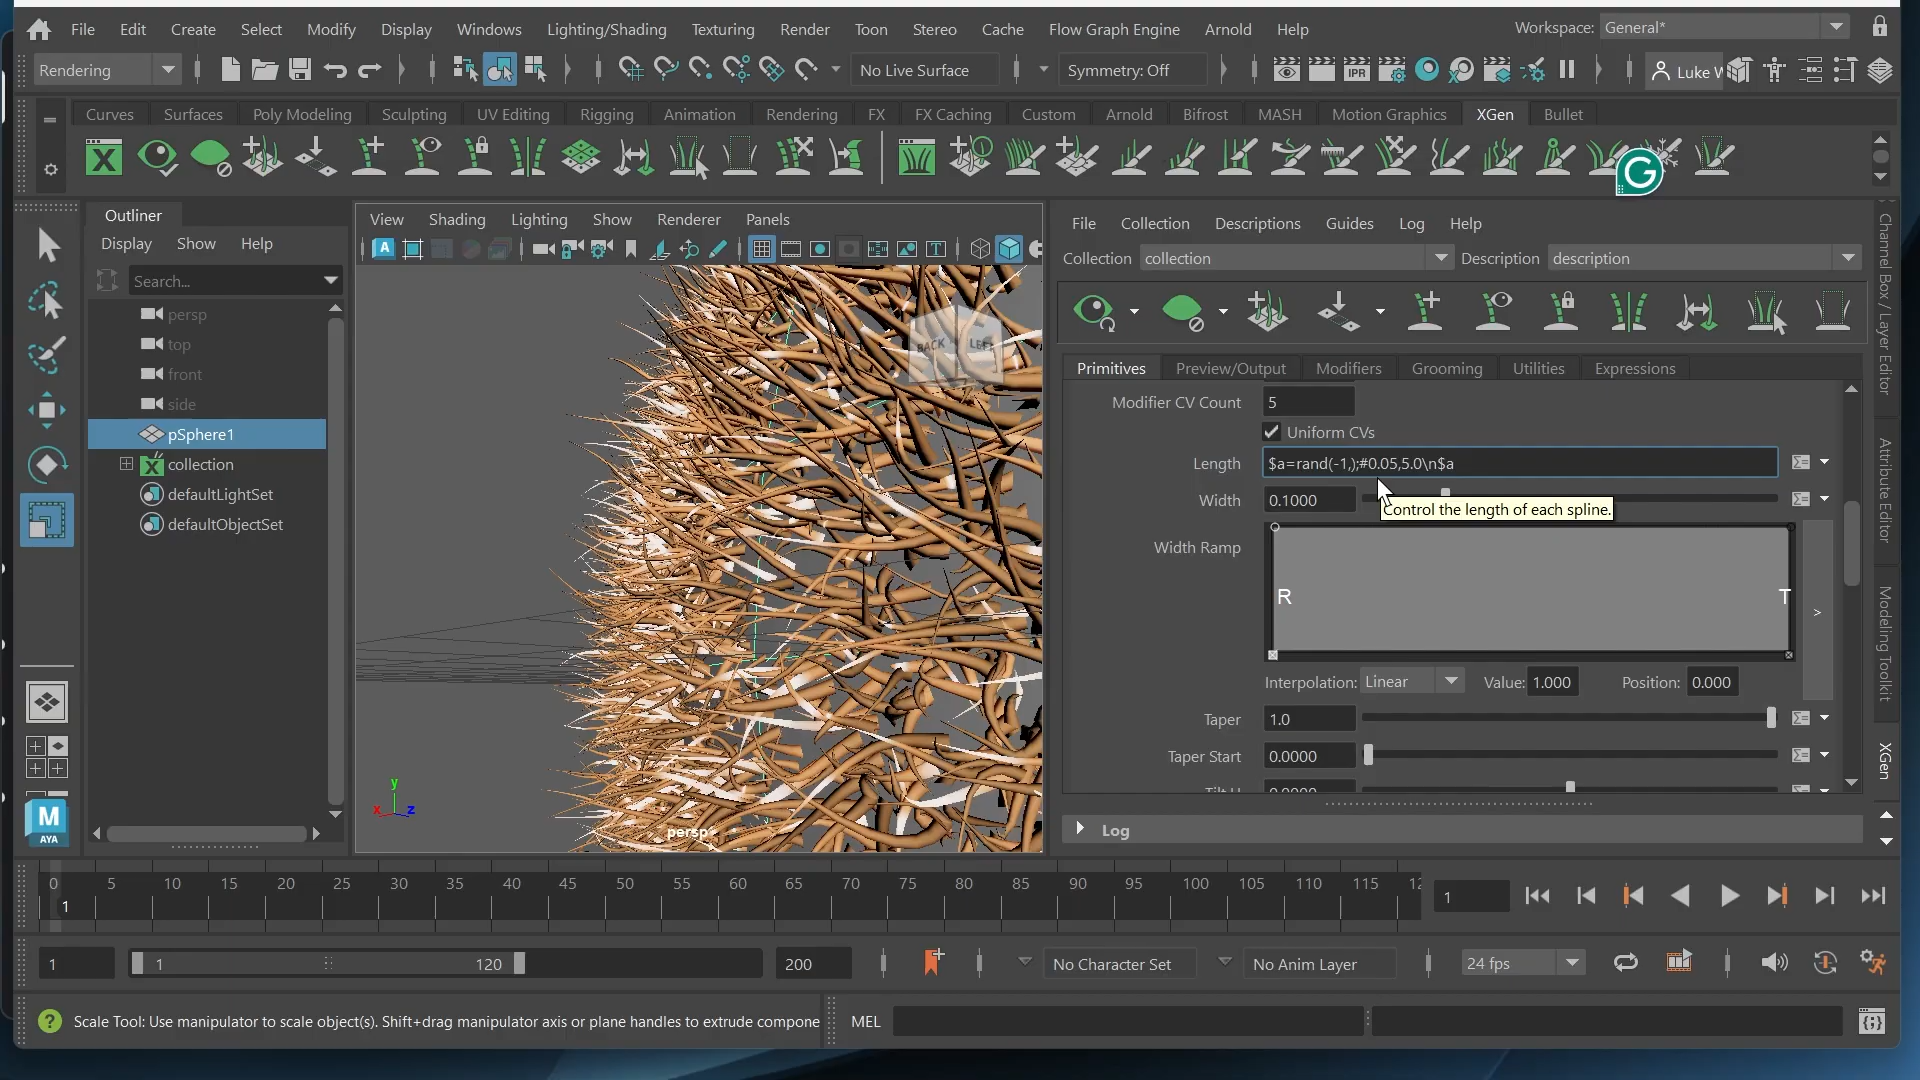 File Edit Create Select Modify Display Windows Lighting/Shading Texturing Render Toon Stereo Cache Flow Graph Engine Arnold Help
Workspace: General*
Rendering
No Live Surface
Symmetry: Off
IPR
Luke
Curves Surfaces Poly Modeling Sculpting UV Editing Rigging Animation Rendering FX FX Caching Custom Arnold Bifrost MASH Motion Graphics XGen Bullet
G
Outliner
Display Show Help
Search...
persp
top
front
side
pSphere1
collection
defaultLightSet
defaultObjectSet
View Shading Lighting Show Renderer Panels
BACK LEFT
y
x z
persp
File Collection Descriptions Guides Log Help
Collection collection Description description
Primitives Preview/Output Modifiers Grooming Utilities Expressions
Modifier CV Count 5
Uniform CVs
Length $a=rand(-1,);#0.05,5.0\n$a
Width 0.1000
Control the length of each spline.
Width Ramp
R T
>
Interpolation: Linear Value: 1.000 Position: 0.000
Taper 1.0
Taper Start 0.0000
Log
Channel Box / Layer Editor
Attribute Editor
Modeling Toolkit
XGen
M
AYA
0 5 10 15 20 25 30 35 40 45 50 55 60 65 70 75 80 85 90 95 100 105 110 115 12
1
1
1 1 120 200
No Character Set
No Anim Layer
24 fps
Scale Tool: Use manipulator to scale object(s). Shift+drag manipulator axis or plane handles to extrude compone
MEL